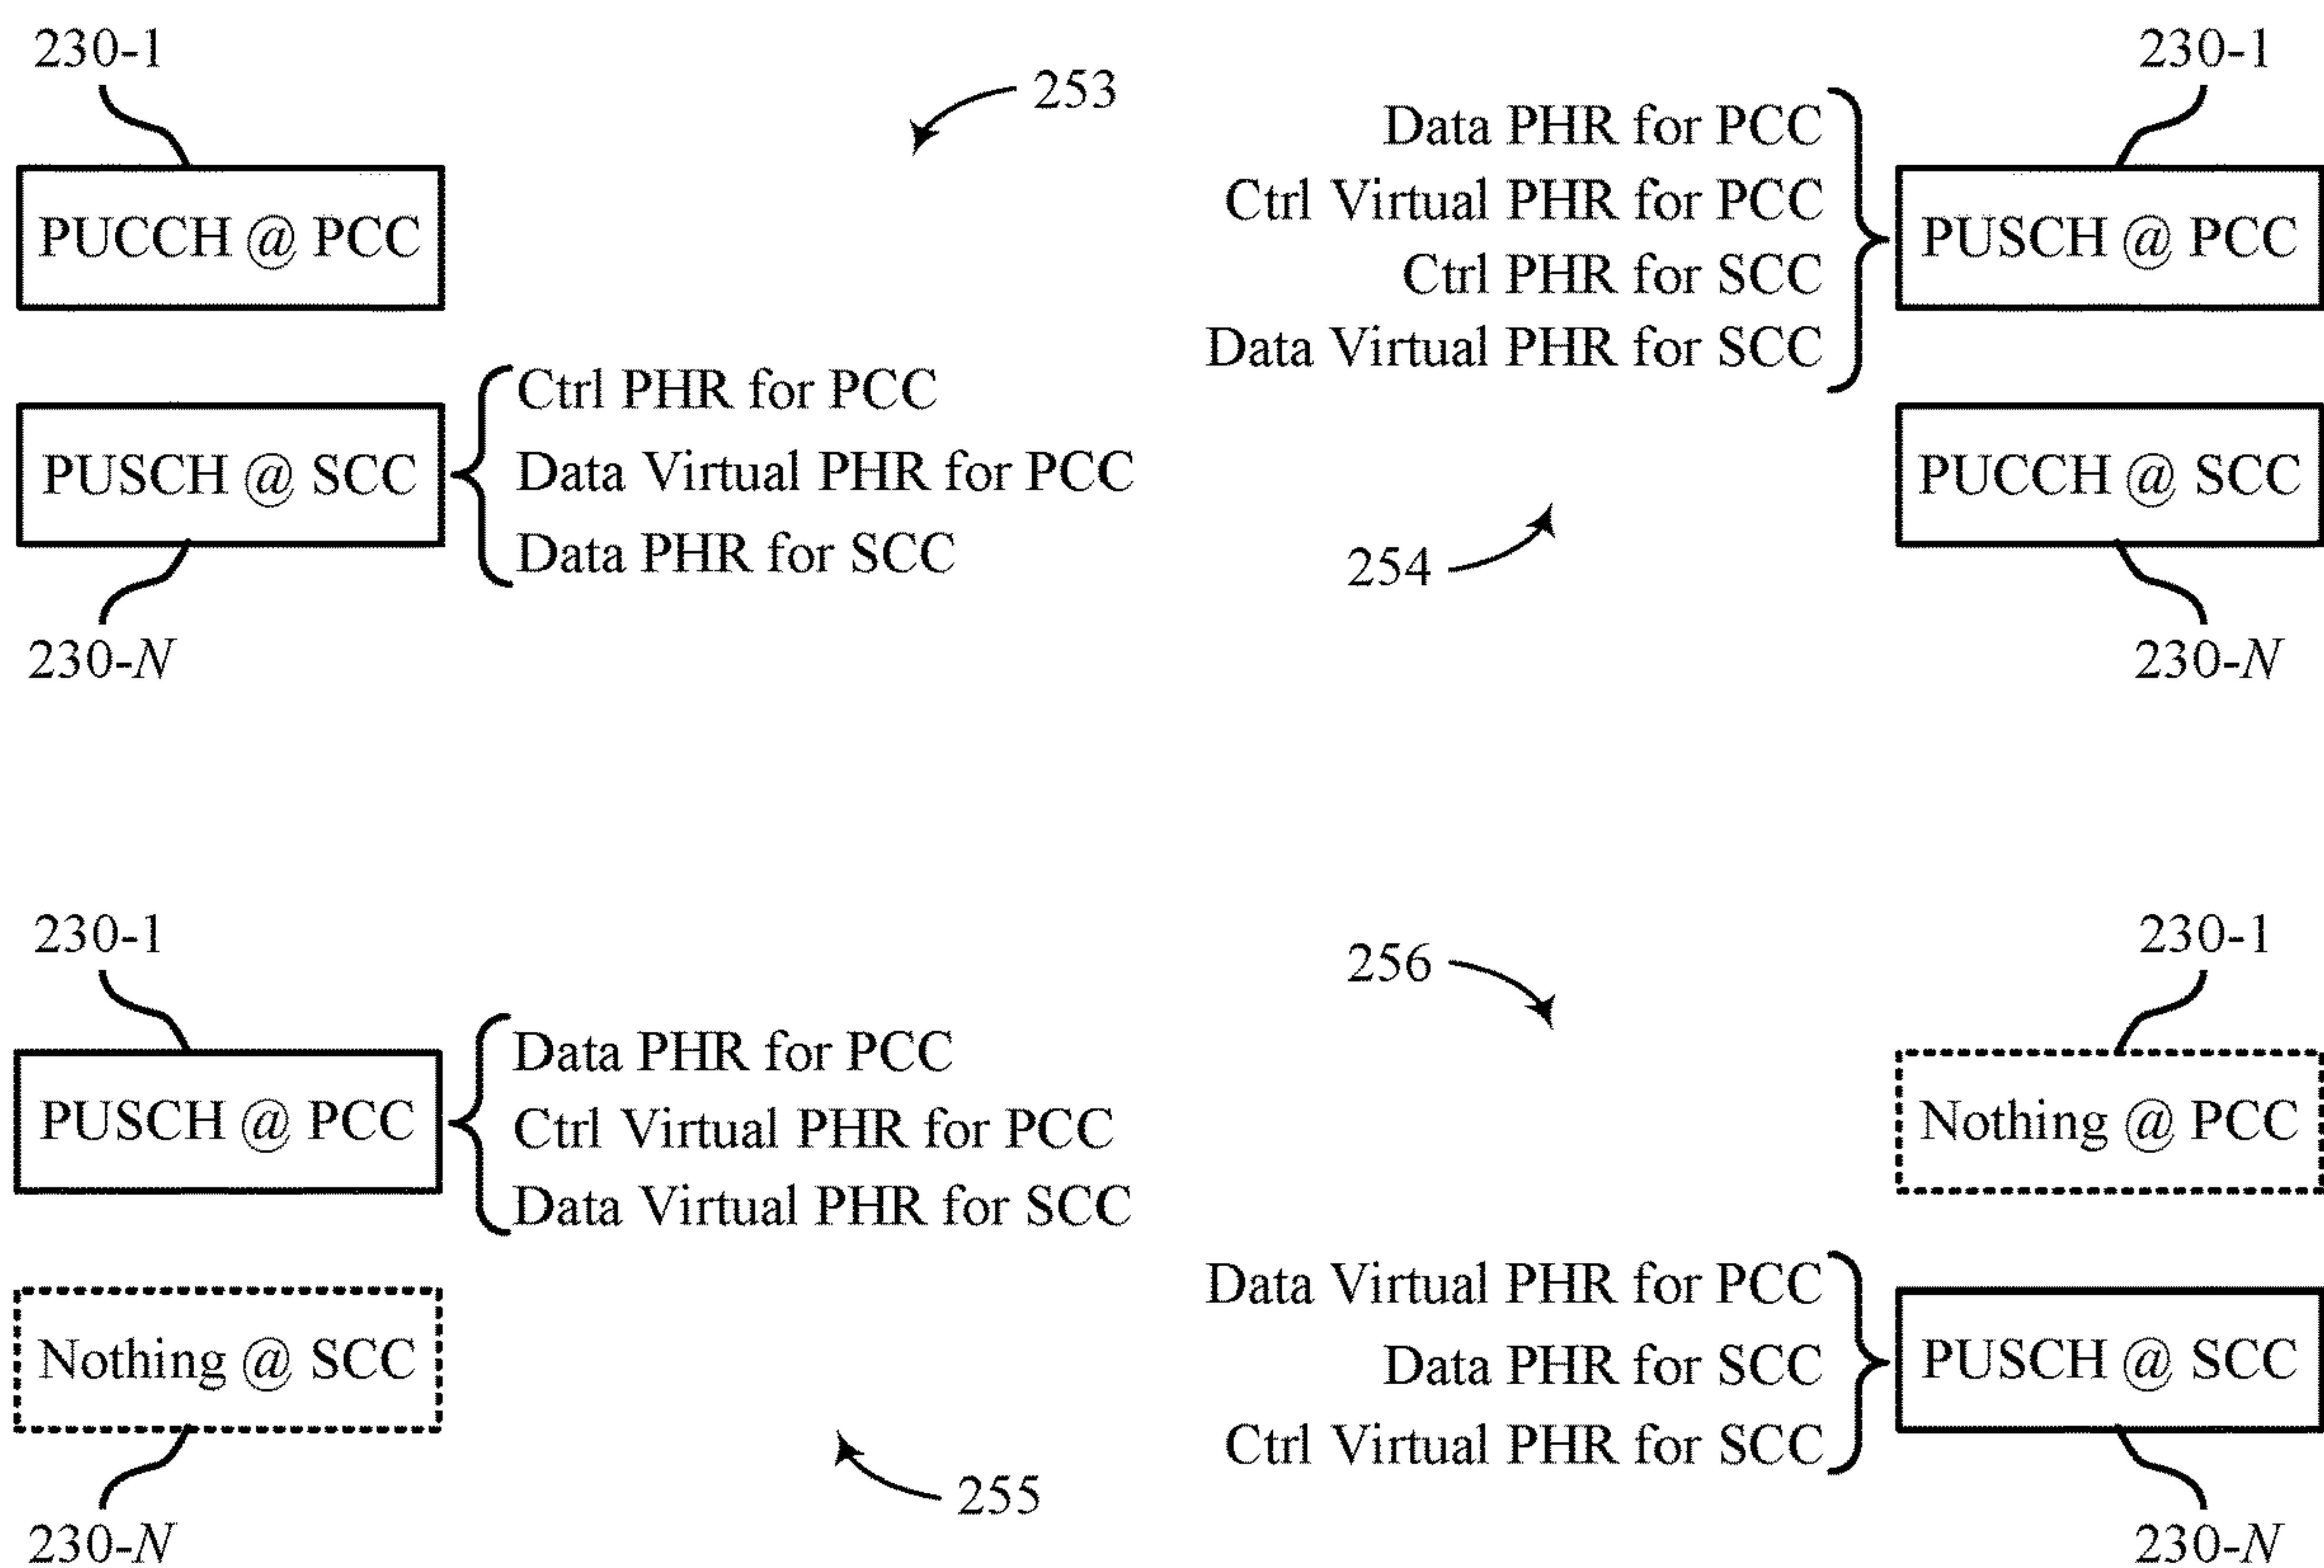 230-1
253
PUCCH @ PCC
PUSCH @ SCC
Ctrl PHR for PCC
Data Virtual PHR for PCC
Data PHR for SCC
230-N
230-1
Data PHR for PCC
Ctrl Virtual PHR for PCC
Ctrl PHR for SCC
Data Virtual PHR for SCC
PUSCH @ PCC
PUCCH @ SCC
254
230-N
230-1
PUSCH @ PCC
Data PHR for PCC
Ctrl Virtual PHR for PCC
Data Virtual PHR for SCC
Nothing @ SCC
255
230-N
256
230-1
Nothing @ PCC
Data Virtual PHR for PCC
Data PHR for SCC
Ctrl Virtual PHR for SCC
PUSCH @ SCC
230-N